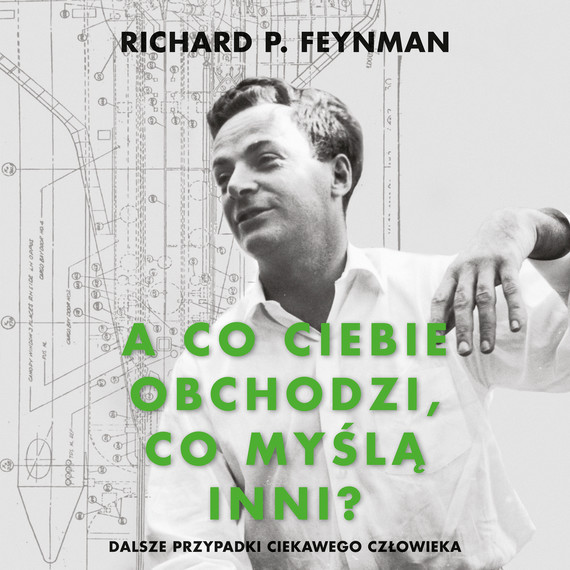 RICHARD P. FEYNMAN
A CO CIEBIE
OBCHODZI,
CO MYŚLĄ
INNI?
DALSZE PRZYPADKI CIEKAWEGO CZŁOWIEKA